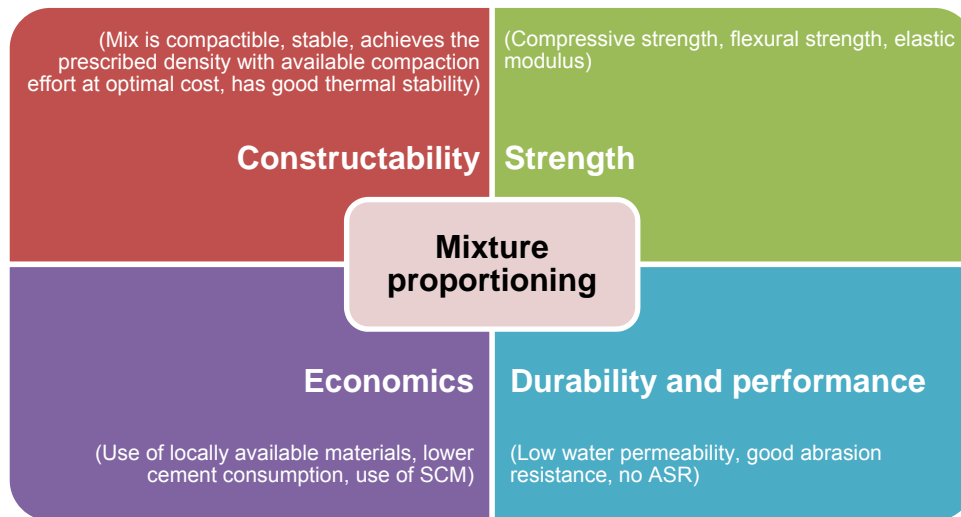 (Mix is compactible, stable, achieves the
prescribed density with available compaction
effort at optimal cost, has good thermal stability)
Constructability
(Compressive strength, flexural strength, elastic
modulus)
Strength
Mixture
proportioning
Economics
(Use of locally available materials, lower
cement consumption, use of SCM)
Durability and performance
(Low water permeability, good abrasion
resistance, no ASR)